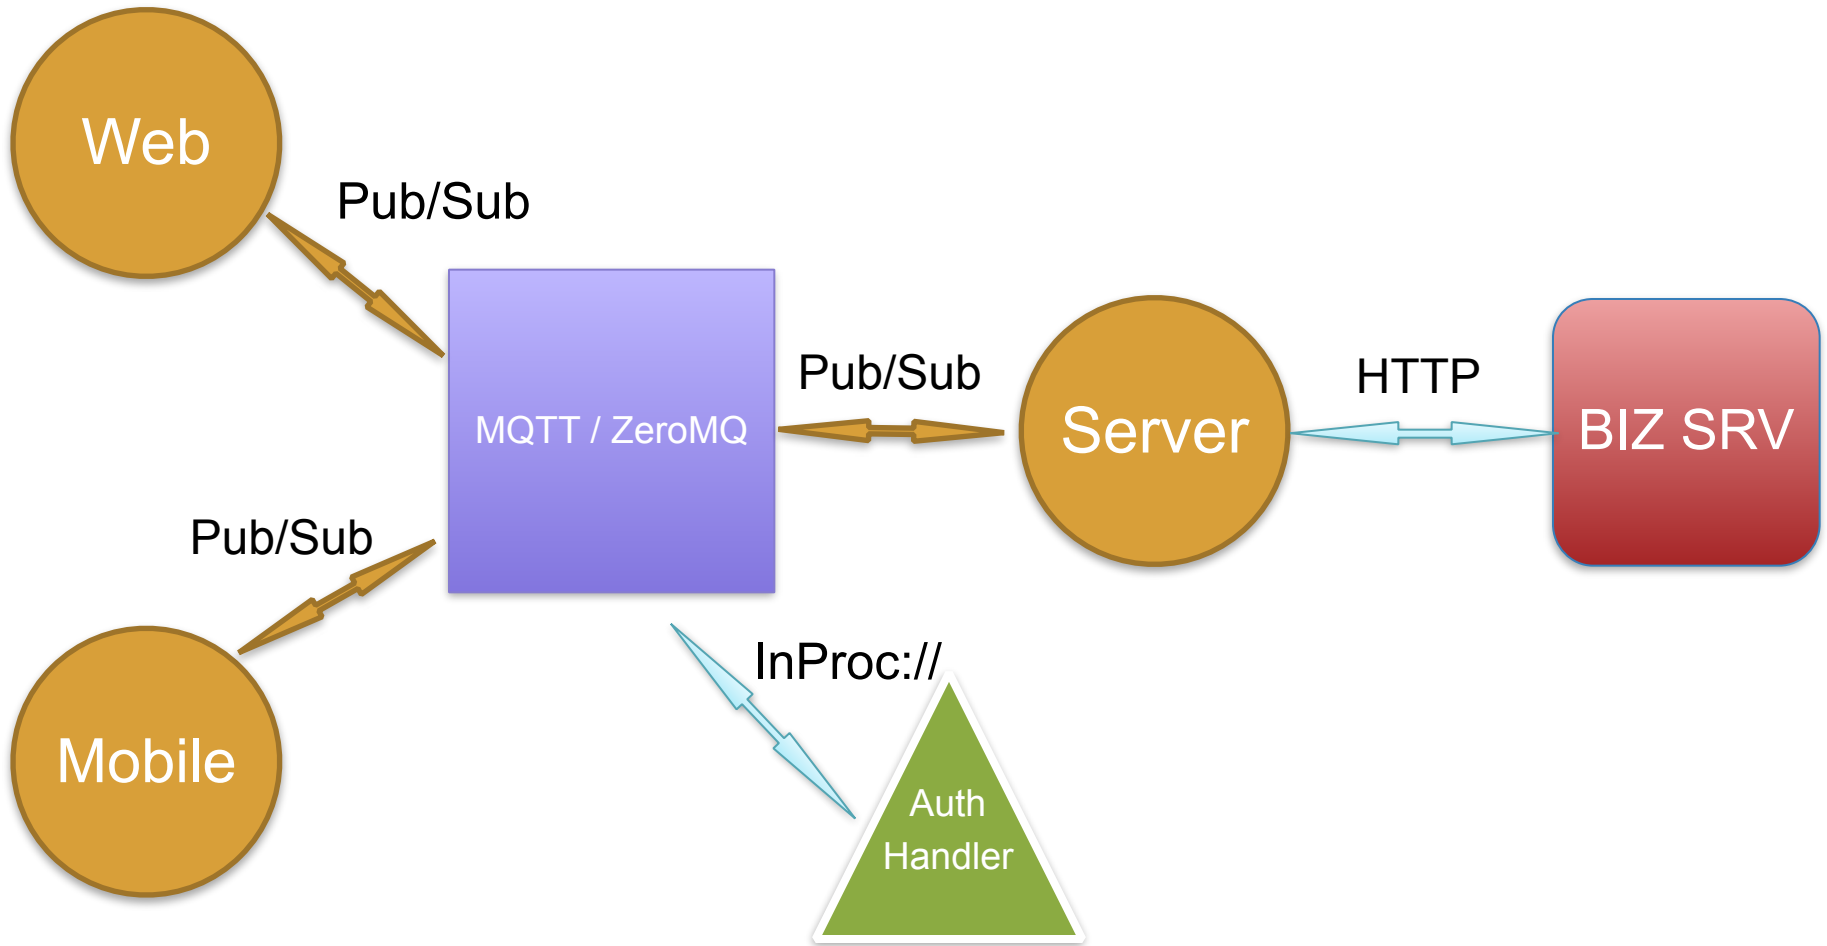 Web
Pub/Sub
MQTT / ZeroMQ
Pub/Sub
Server
HTTP
BIZ SRV
Pub/Sub
Mobile
InProc://
Auth
Handler